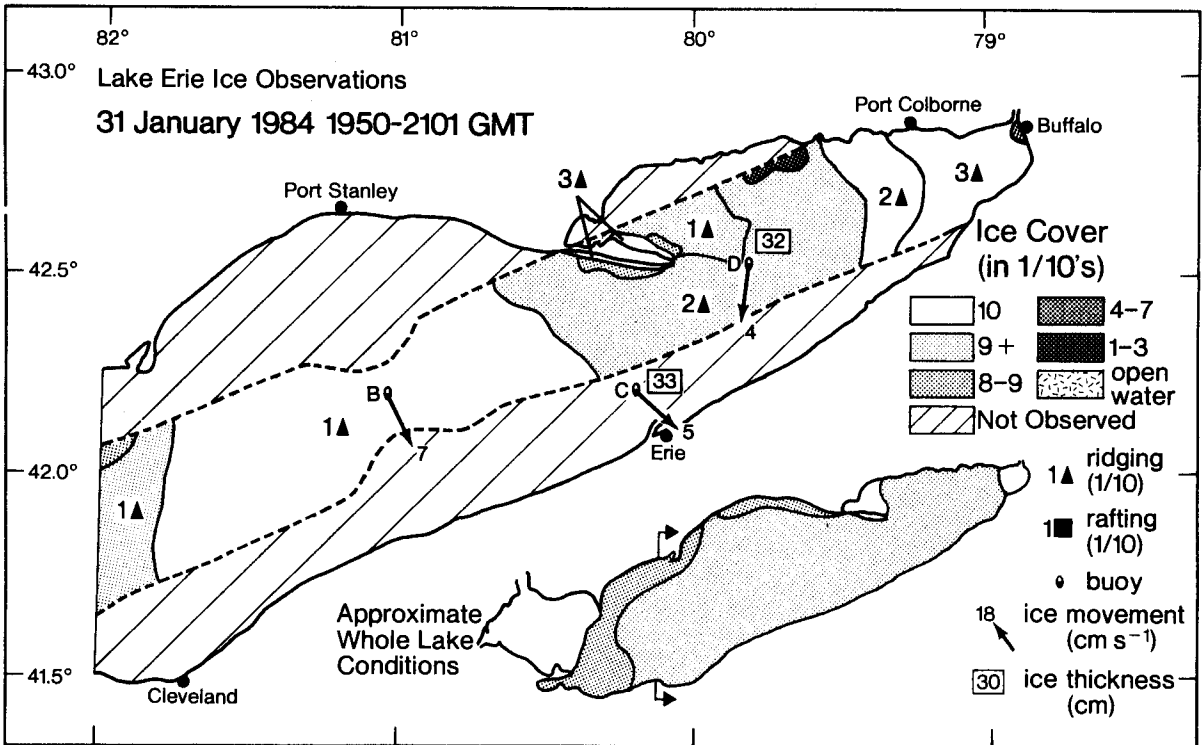 82°
81°
80°
79°
43.0°
Lake Erie Ice Observations
31 January 1984 1950-2101 GMT
Port Colborne
Buffalo
Port Stanley
3▲
3▲
2▲
1▲
32
42.5°
D
2▲
4
Ice Cover
(in 1/10's)
10
4-7
9 +
1-3
8-9
open
water
Not Observed
B
C
33
1▲
7
5
Erie
42.0°
1▲
1▲ ridging
(1/10)
1■ rafting
(1/10)
buoy
18 ice movement
(cm s⁻¹)
30 ice thickness
(cm)
Approximate
Whole Lake
Conditions
41.5°
Cleveland